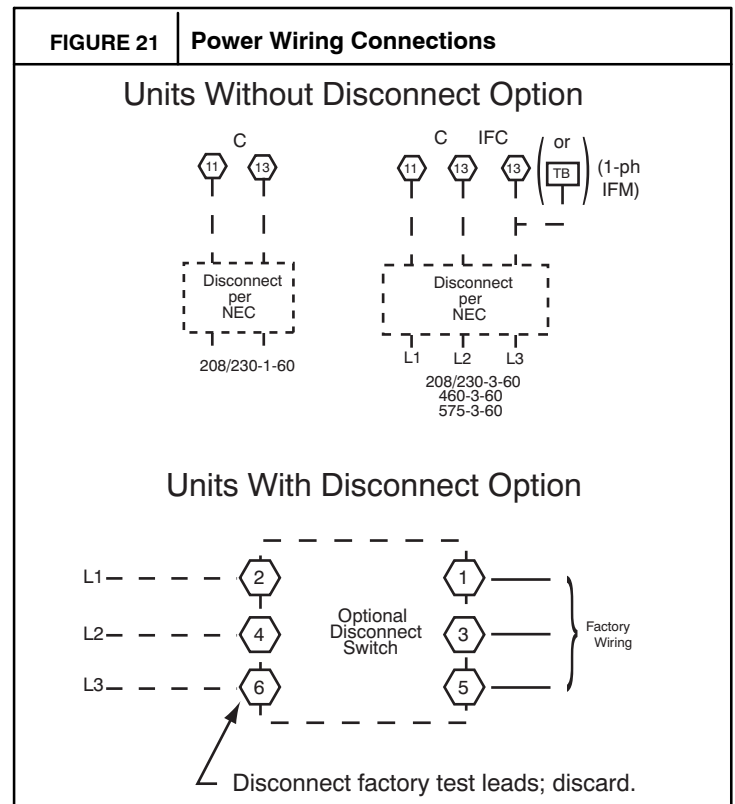 FIGURE 21 Power Wiring Connections
Units Without Disconnect Option
C
11 13
Disconnect
per
NEC
208/230-1-60
C IFC or
11 13 13 TB (1-ph
IFM)
Disconnect
per
NEC
L1 L2 L3
208/230-3-60
460-3-60
575-3-60
Units With Disconnect Option
L1 2 1
L2 4 Optional
Disconnect
Switch 3 Factory
Wiring
L3 6 5
Disconnect factory test leads; discard.